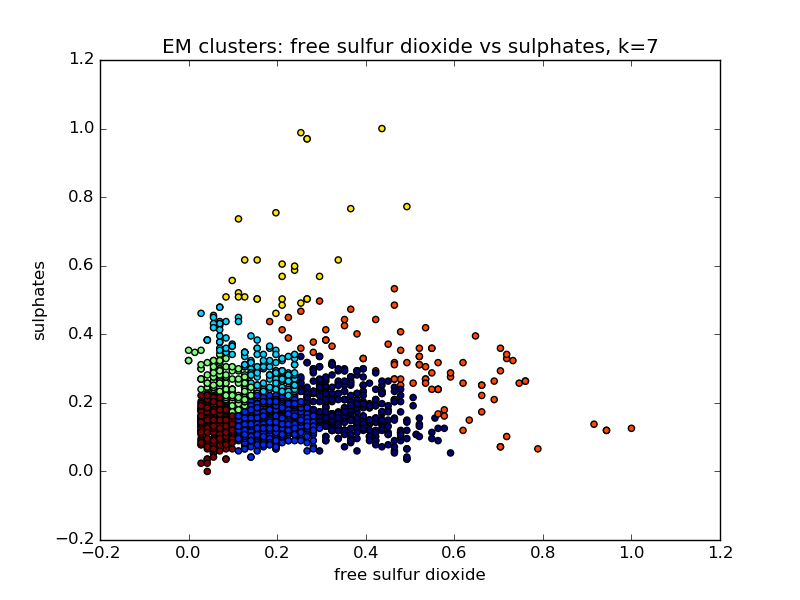 EM clusters: free sulfur dioxide vs sulphates, k=7
1.2
1.0
0.8
0.6
0.4
0.2
0.0
−0.2
sulphates
−0.2 0.0 0.2 0.4 0.6 0.8 1.0 1.2
free sulfur dioxide